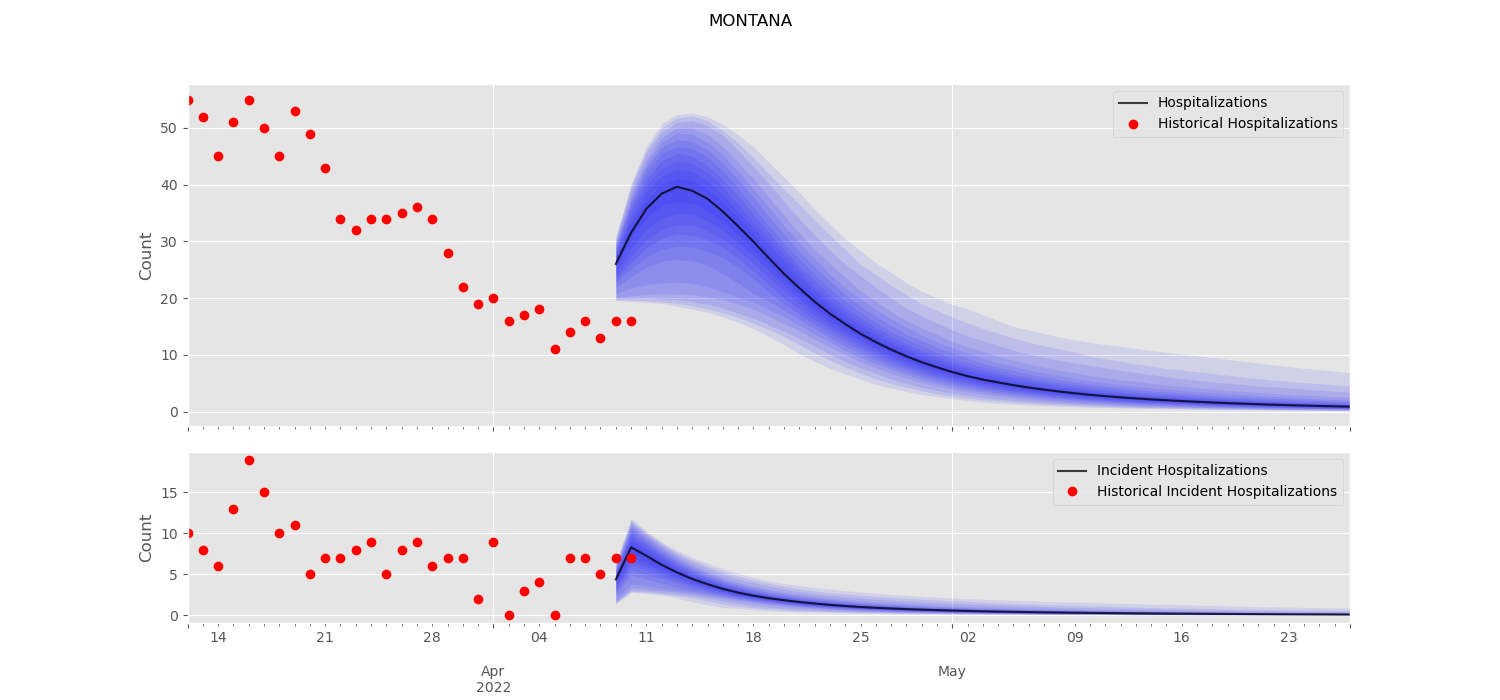 MONTANA
Hospitalizations
Historical Hospitalizations
Count
50
40
30
20
10
0
Incident Hospitalizations
Historical Incident Hospitalizations
Count
15
10
5
0
14 21 28 04 11 18 25 02 09 16 23
Apr May
2022